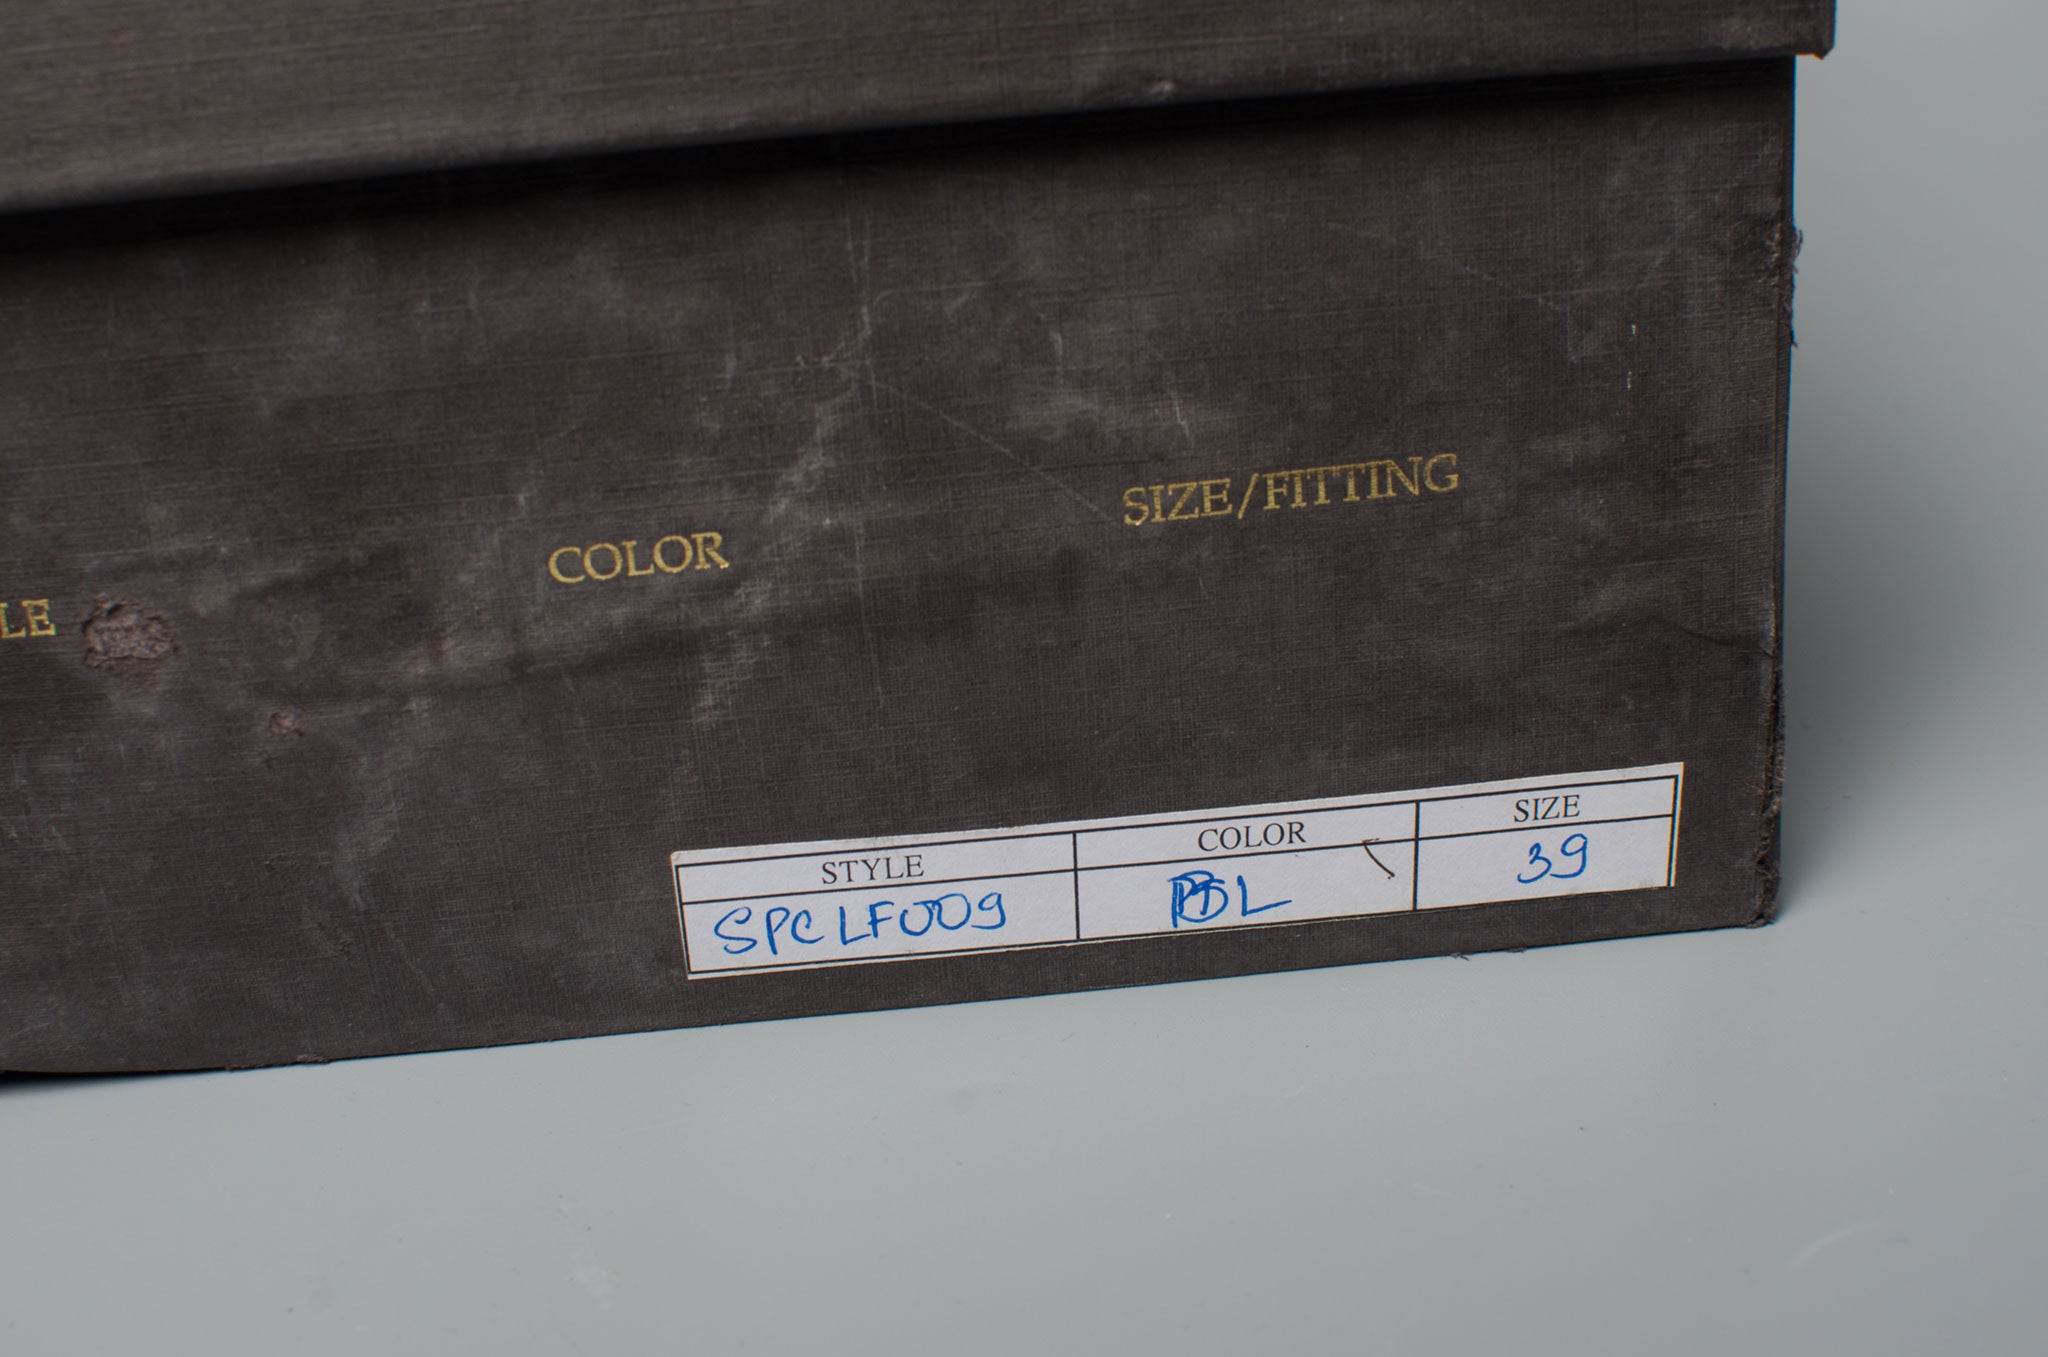 COLOR
SIZE/FITTING
STYLE
COLOR
SIZE
SPCLF009
39